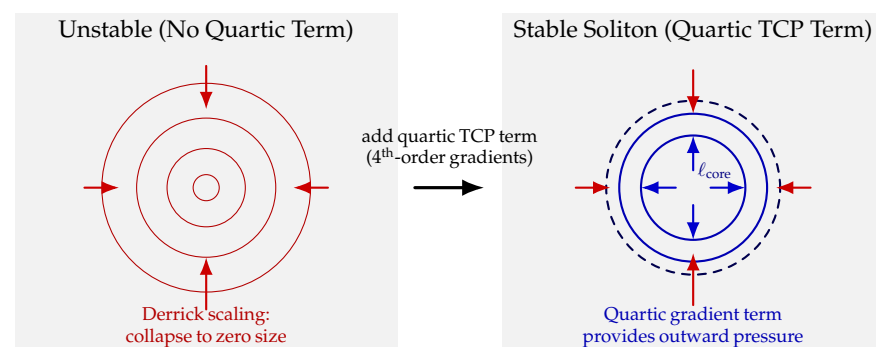 Unstable (No Quartic Term)
Stable Soliton (Quartic TCP Term)
add quartic TCP term
(4th-order gradients)
ℓcore
Derrick scaling:
collapse to zero size
Quartic gradient term
provides outward pressure